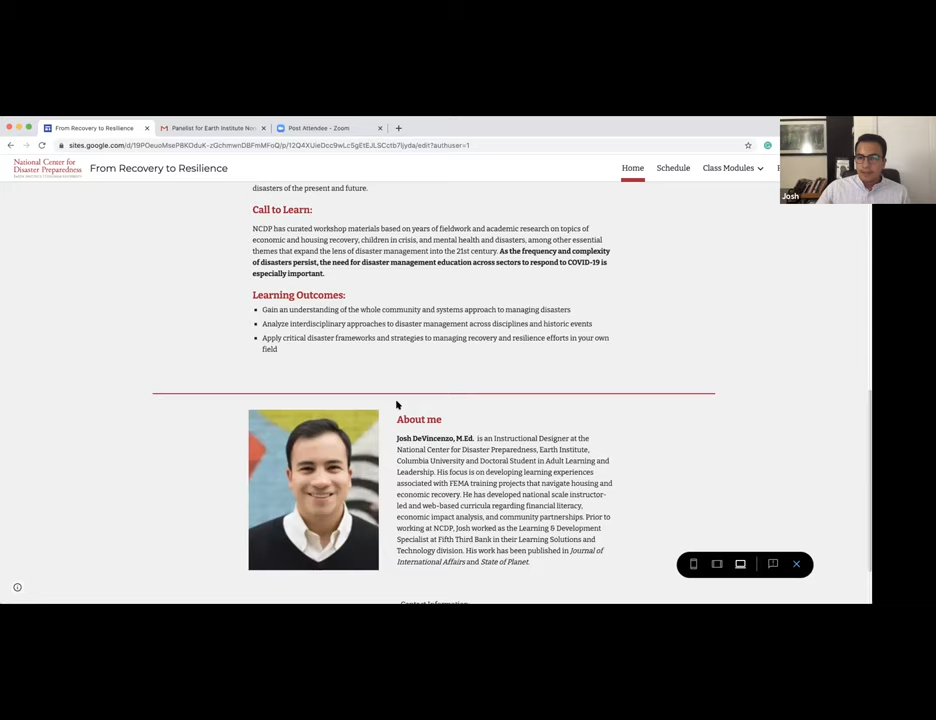 From Recovery to Resilience
Panelist for Earth Institute Non
Post Attendee - Zoom
National Center for
Disaster Preparedness
From Recovery to Resilience
Home
Schedule
Class Modules
Josh
disasters of the present and future.
Call to Learn:
NCDP has curated workshop materials based on years of fieldwork and academic research on topics of
economic and housing recovery, children in crisis, and mental health and disasters, among other essential
themes that expand the lens of disaster management into the 21st century. As the frequency and complexity
of disasters persist, the need for disaster management education across sectors to respond to COVID-19 is
especially important.
Learning Outcomes:
Gain an understanding of the whole community and systems approach to managing disasters
Analyze interdisciplinary approaches to disaster management across disciplines and historic events
Apply critical disaster frameworks and strategies to managing recovery and resilience efforts in your own
field
About me
Josh DeVincenzo, M.Ed. is an Instructional Designer at the
National Center for Disaster Preparedness, Earth Institute,
Columbia University and Doctoral Student in Adult Learning and
Leadership. His focus is on developing learning experiences
associated with FEMA training projects that navigate housing and
economic recovery. He has developed national scale instructor-
led and web-based curricula regarding financial literacy,
economic impact analysis, and community partnerships. Prior to
working at NCDP, Josh worked as the Learning & Development
Specialist at Fifth Third Bank in their Learning Solutions and
Technology division. His work has been published in Journal of
International Affairs and State of Planet.
Contact Information